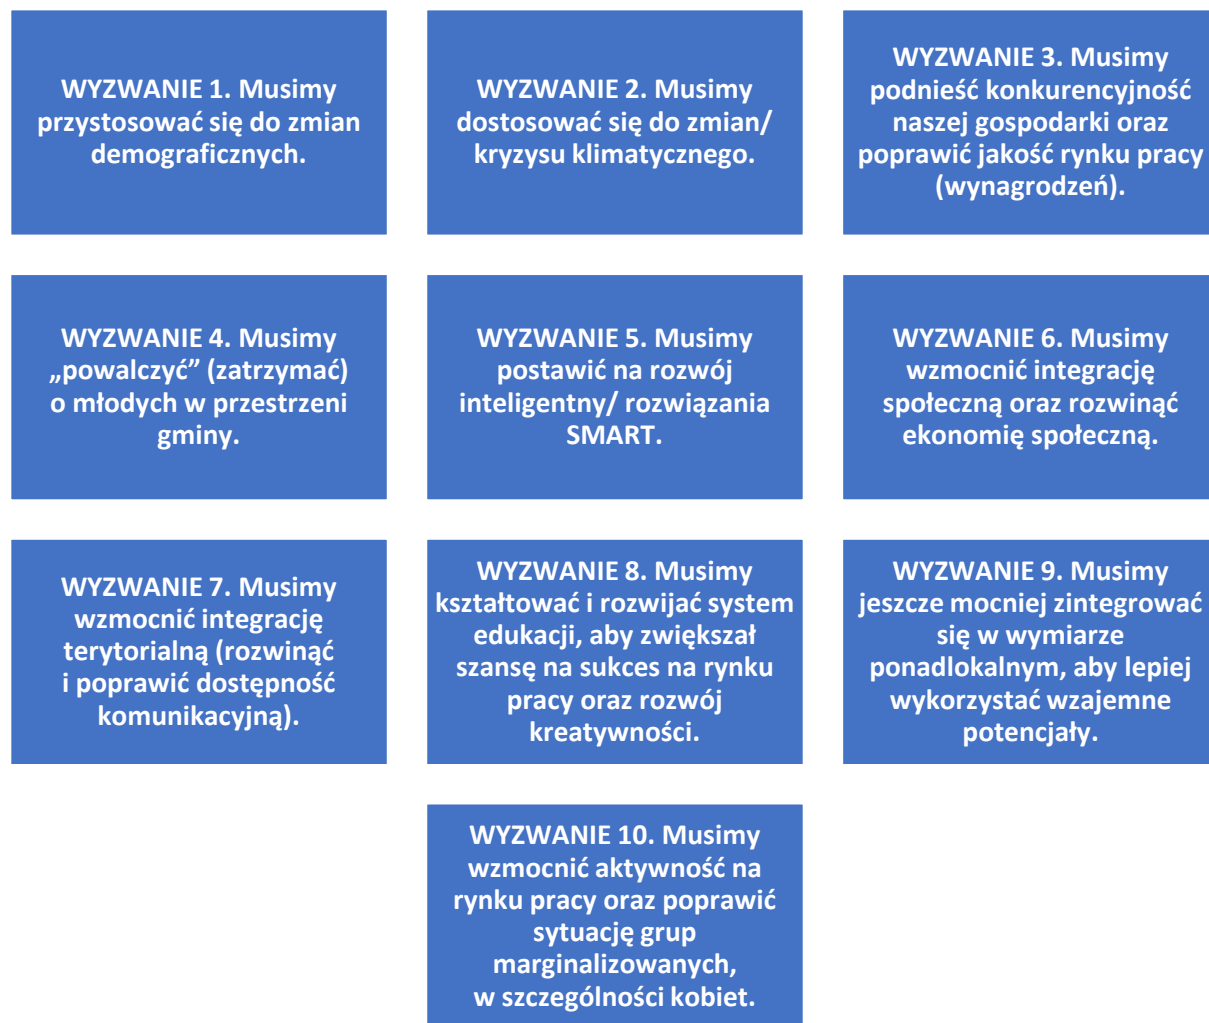 WYZWANIE 1. Musimy
przystosować się do zmian
demograficznych.
WYZWANIE 2. Musimy
dostosować się do zmian/
kryzysu klimatycznego.
WYZWANIE 3. Musimy
podnieść konkurencyjność
naszej gospodarki oraz
poprawić jakość rynku pracy
(wynagrodzeń).
WYZWANIE 4. Musimy
„powalczyć” (zatrzymać)
o młodych w przestrzeni
gminy.
WYZWANIE 5. Musimy
postawić na rozwój
inteligentny/ rozwiązania
SMART.
WYZWANIE 6. Musimy
wzmocnić integrację
społeczną oraz rozwinąć
ekonomię społeczną.
WYZWANIE 7. Musimy
wzmocnić integrację
terytorialną (rozwinąć
i poprawić dostępność
komunikacyjną).
WYZWANIE 8. Musimy
kształtować i rozwijać system
edukacji, aby zwiększał
szansę na sukces na rynku
pracy oraz rozwój
kreatywności.
WYZWANIE 9. Musimy
jeszcze mocniej zintegrować
się w wymiarze
ponadlokalnym, aby lepiej
wykorzystać wzajemne
potencjały.
WYZWANIE 10. Musimy
wzmocnić aktywność na
rynku pracy oraz poprawić
sytuację grup
marginalizowanych,
w szczególności kobiet.